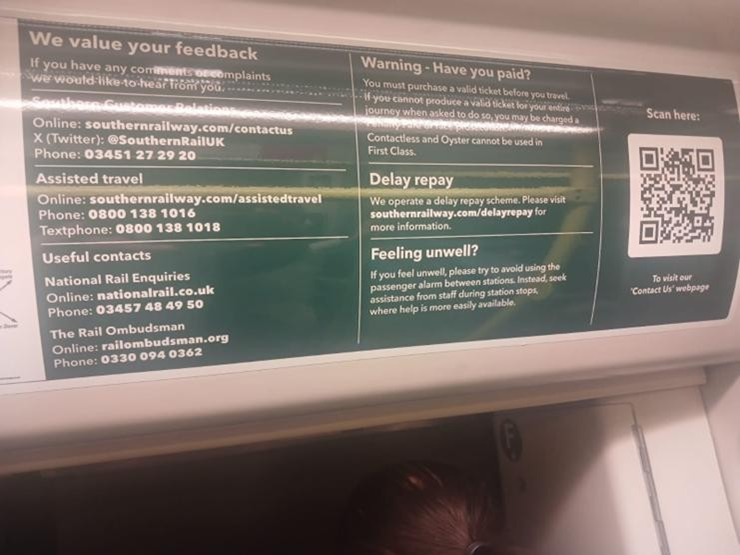 We value your feedback
If you have any comments or complaints
we would like to hear from you.
Southern Customer Relations
Online: southernrailway.com/contactus
X (Twitter): @SouthernRailUK
Phone: 03451 27 29 20
Assisted travel
Online: southernrailway.com/assistedtravel
Phone: 0800 138 1016
Textphone: 0800 138 1018
Useful contacts
National Rail Enquiries
Online: nationalrail.co.uk
Phone: 03457 48 49 50
The Rail Ombudsman
Online: railombudsman.org
Phone: 0330 094 0362
Warning - Have you paid?
You must purchase a valid ticket before you travel.
If you cannot produce a valid ticket for your entire
journey when asked to do so, you may be charged a
Contactless and Oyster cannot be used in
First Class.
Delay repay
We operate a delay repay scheme. Please visit
southernrailway.com/delayrepay for
more information.
Feeling unwell?
If you feel unwell, please try to avoid using the
passenger alarm between stations. Instead, seek
assistance from staff during station stops,
where help is more easily available.
Scan here:
To visit our
'Contact Us' webpage
F